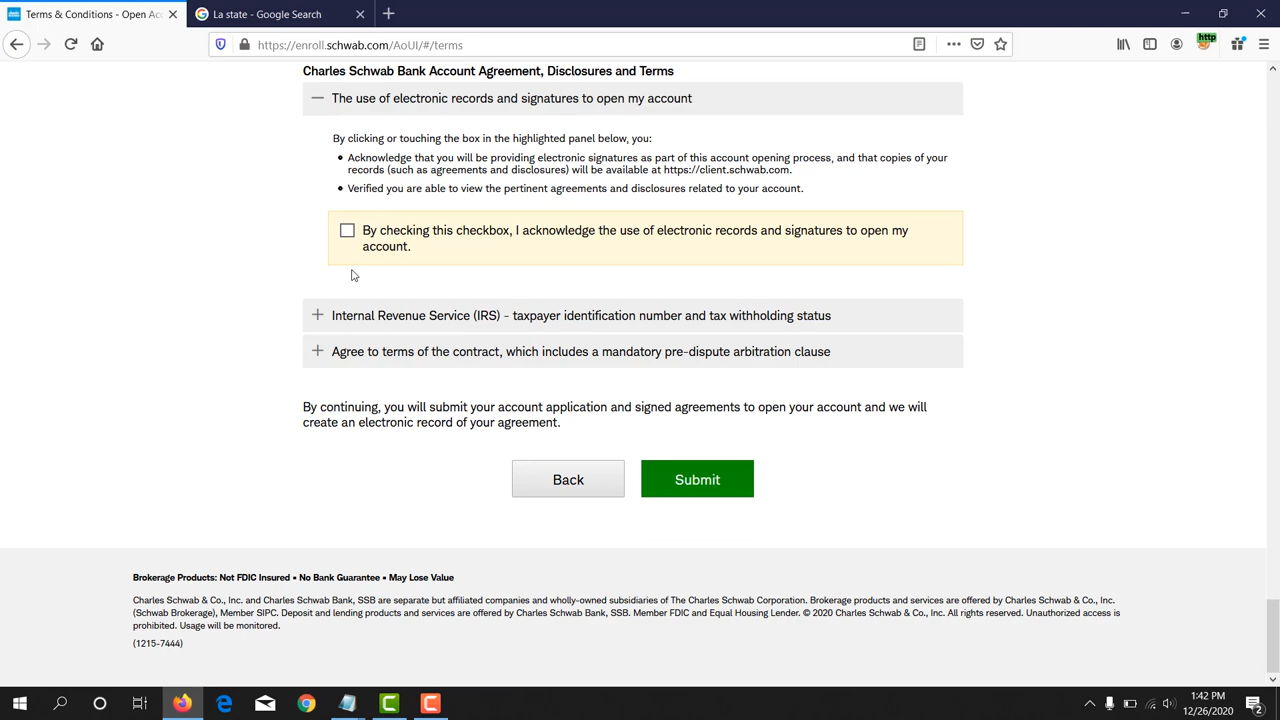 Terms & Conditions - Open Acc
La state - Google Search
https://enroll.schwab.com/AoUI/#/terms
http
Charles Schwab Bank Account Agreement, Disclosures and Terms
The use of electronic records and signatures to open my account
By clicking or touching the box in the highlighted panel below, you:
• Acknowledge that you will be providing electronic signatures as part of this account opening process, and that copies of your
records (such as agreements and disclosures) will be available at https://client.schwab.com.
• Verified you are able to view the pertinent agreements and disclosures related to your account.
By checking this checkbox, I acknowledge the use of electronic records and signatures to open my
account.
Internal Revenue Service (IRS) - taxpayer identification number and tax withholding status
Agree to terms of the contract, which includes a mandatory pre-dispute arbitration clause
By continuing, you will submit your account application and signed agreements to open your account and we will
create an electronic record of your agreement.
Back
Submit
Brokerage Products: Not FDIC Insured • No Bank Guarantee • May Lose Value
Charles Schwab & Co., Inc. and Charles Schwab Bank, SSB are separate but affiliated companies and wholly-owned subsidiaries of The Charles Schwab Corporation. Brokerage products and services are offered by Charles Schwab & Co., Inc.
(Schwab Brokerage), Member SIPC. Deposit and lending products and services are offered by Charles Schwab Bank, SSB. Member FDIC and Equal Housing Lender. © 2020 Charles Schwab & Co., Inc. All rights reserved. Unauthorized access is
prohibited. Usage will be monitored.
(1215-7444)
1:42 PM
12/26/2020
2